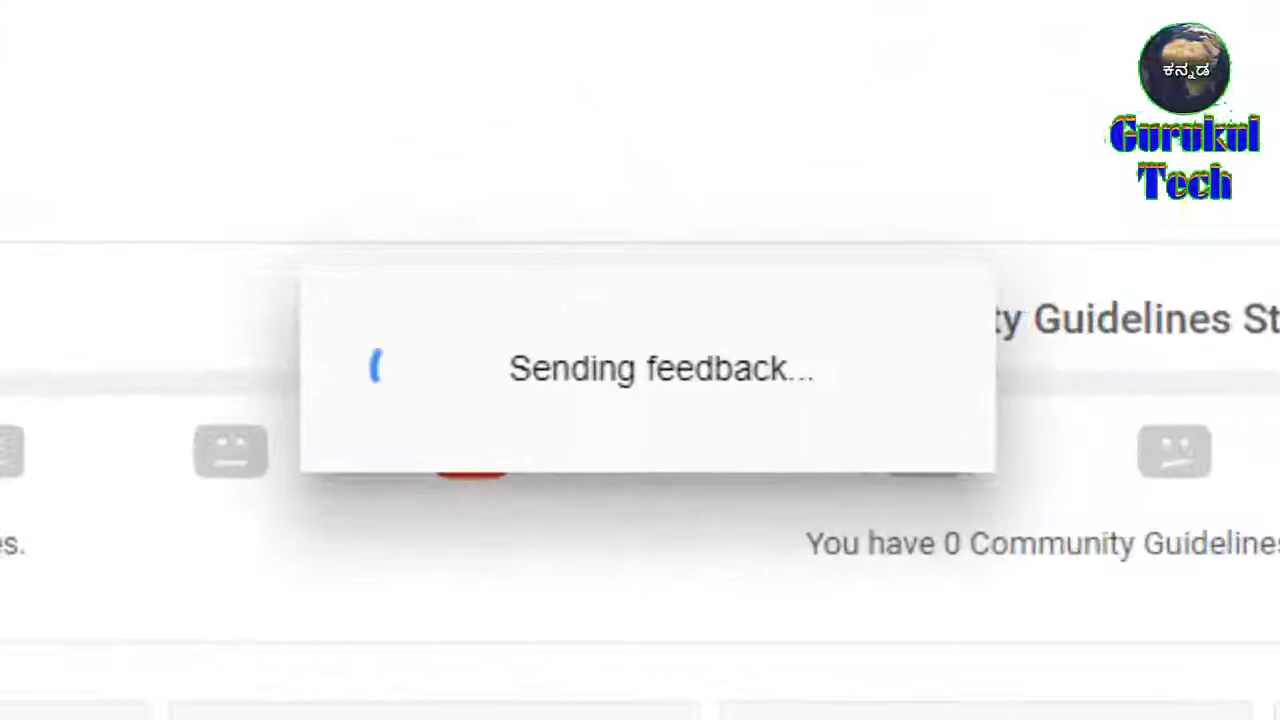 ಕನ್ನಡ
Gurukul
Tech
ty Guidelines St
Sending feedback...
es.
You have 0 Community Guidelines